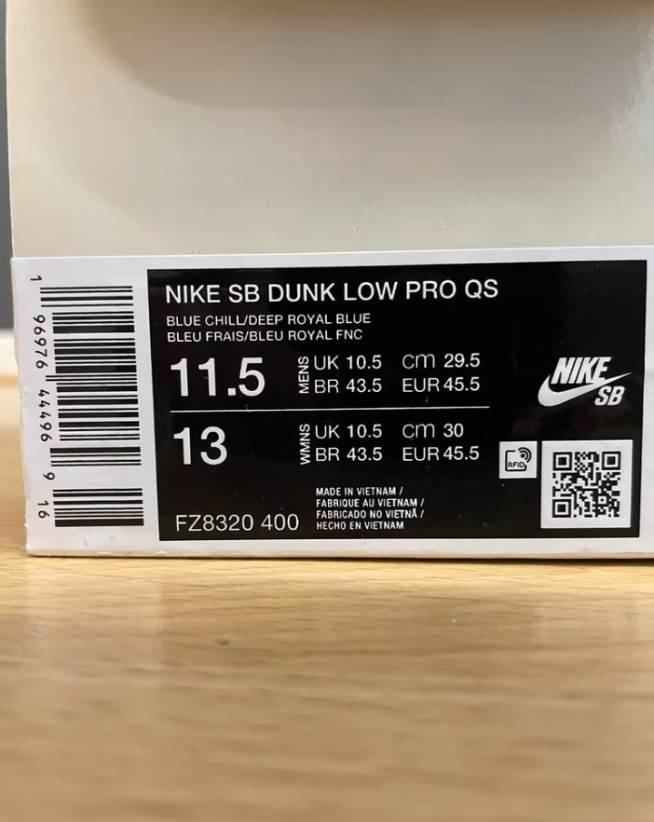 1 96976 44496 9 16
NIKE SB DUNK LOW PRO QS
BLUE CHILL/DEEP ROYAL BLUE
BLEU FRAIS/BLEU ROYAL FNC
11.5 MENS UK 10.5 cm 29.5
BR 43.5 EUR 45.5
13 WMNS UK 10.5 cm 30
BR 43.5 EUR 45.5
NIKE
SB
RFID
FZ8320 400
MADE IN VIETNAM /
FABRIQUE AU VIETNAM /
FABRICADO NO VIETNÃ /
HECHO EN VIETNAM